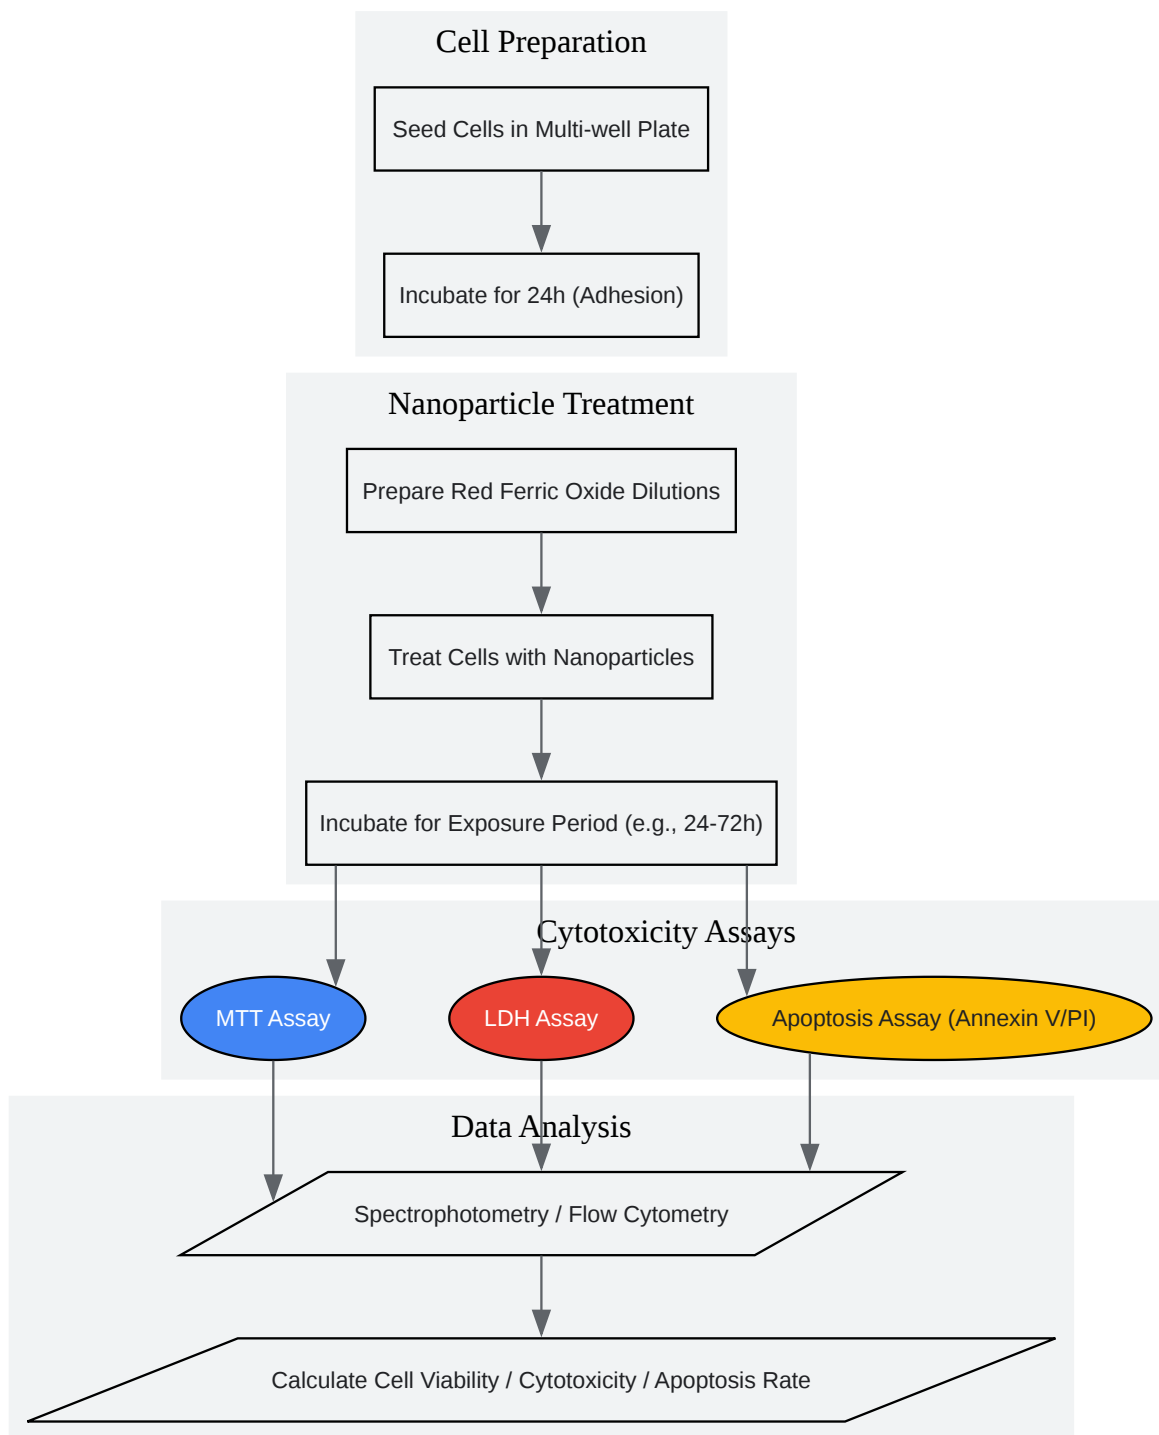 Cell Preparation
Seed Cells in Multi-well Plate
Incubate for 24h (Adhesion)
Nanoparticle Treatment
Prepare Red Ferric Oxide Dilutions
Treat Cells with Nanoparticles
Incubate for Exposure Period (e.g., 24-72h)
Cytotoxicity Assays
MTT Assay
LDH Assay
Apoptosis Assay (Annexin V/PI)
Data Analysis
Spectrophotometry / Flow Cytometry
Calculate Cell Viability / Cytotoxicity / Apoptosis Rate